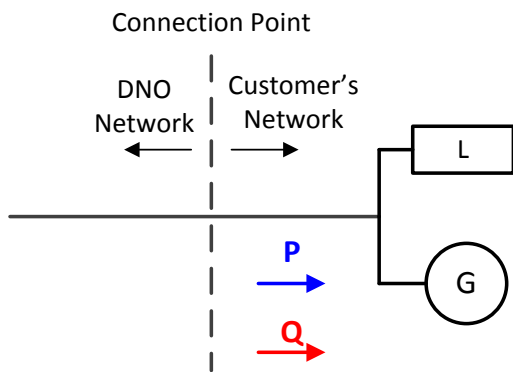 Connection Point
DNO
Network
Customer's
Network
L
P
G
Q